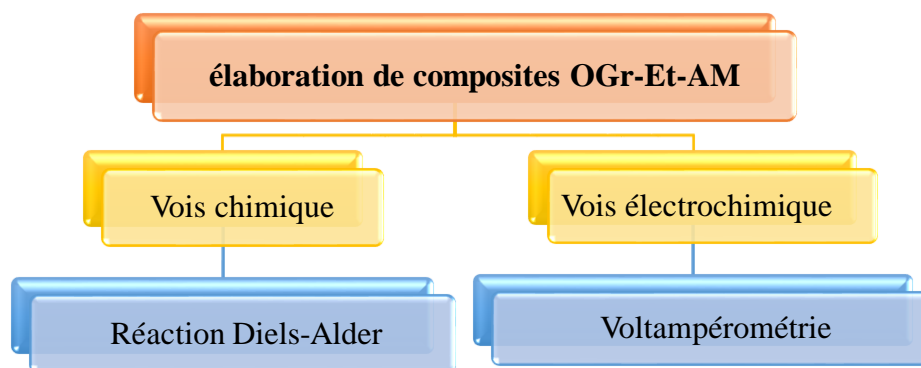 élaboration de composites OGr-Et-AM
Vois chimique
Vois électrochimique
Réaction Diels-Alder
Voltampérométrie